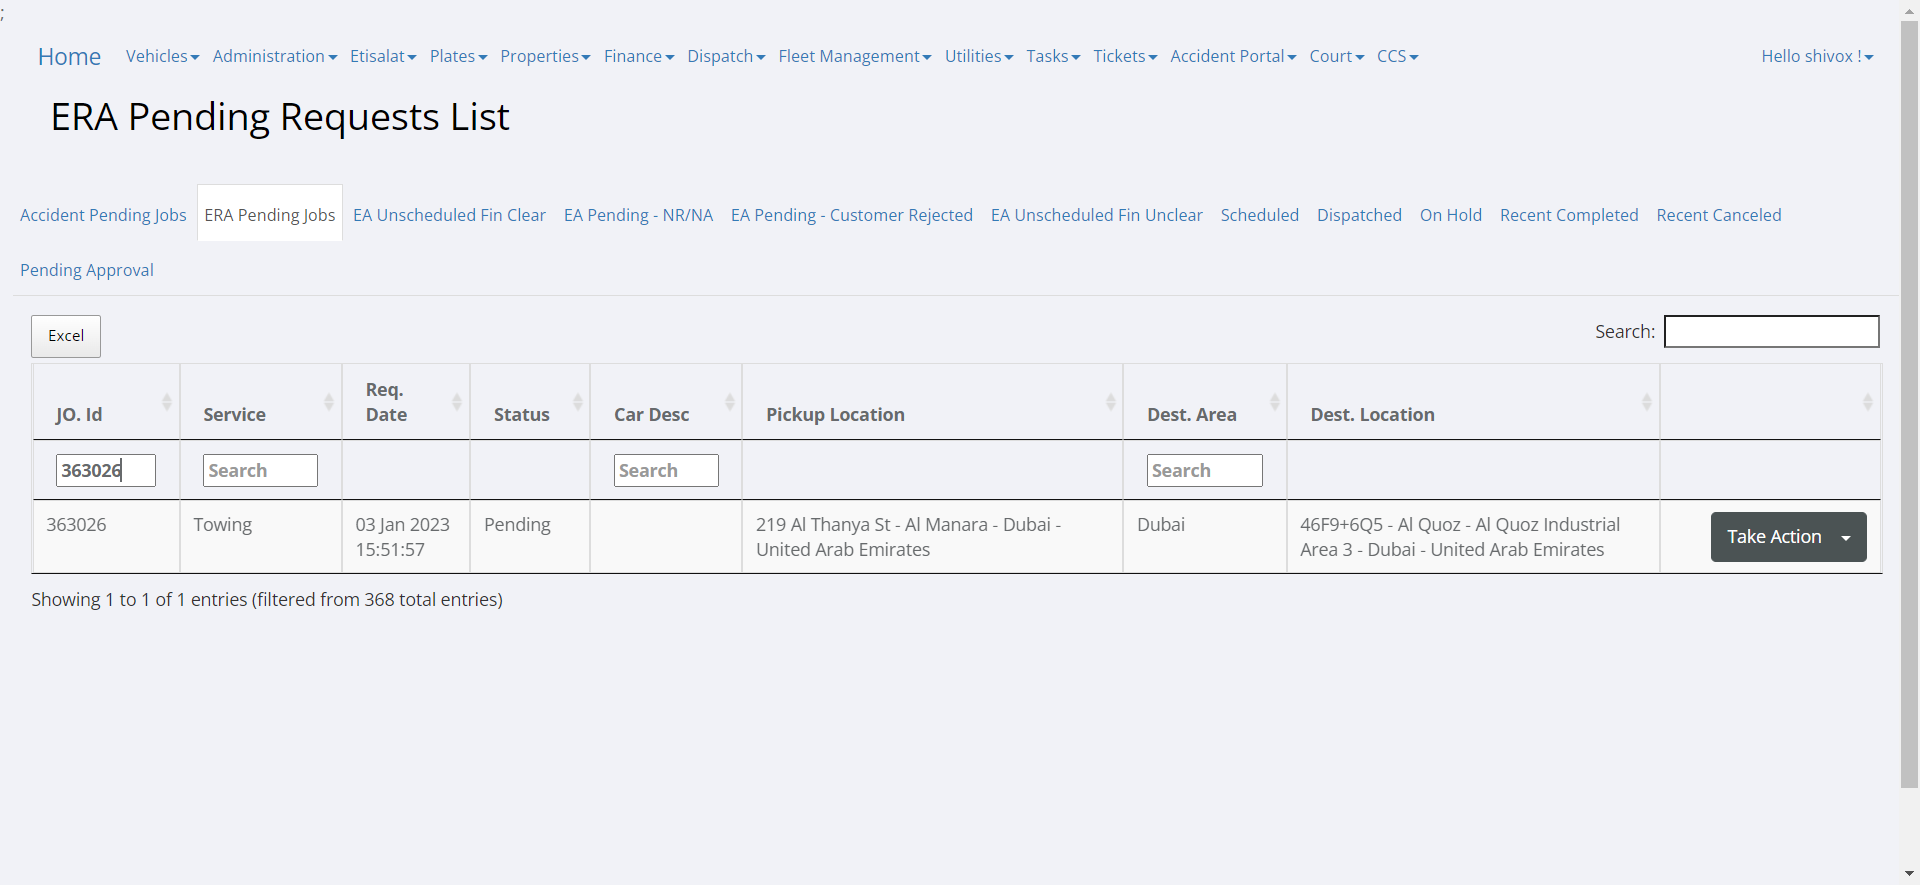 ;
Home Vehicles Administration Etisalat Plates Properties Finance Dispatch Fleet Management Utilities Tasks Tickets Accident Portal Court CCS Hello shivox !
ERA Pending Requests List
Accident Pending Jobs ERA Pending Jobs EA Unscheduled Fin Clear EA Pending - NR/NA EA Pending - Customer Rejected EA Unscheduled Fin Unclear Scheduled Dispatched On Hold Recent Completed Recent Canceled
Pending Approval
Excel Search:
JO. Id Service Req. Date Status Car Desc Pickup Location Dest. Area Dest. Location
363026 Search Search Search
363026 Towing 03 Jan 2023 Pending 219 Al Thanya St - Al Manara - Dubai - Dubai 46F9+6Q5 - Al Quoz - Al Quoz Industrial Take Action
15:51:57 United Arab Emirates Area 3 - Dubai - United Arab Emirates
Showing 1 to 1 of 1 entries (filtered from 368 total entries)